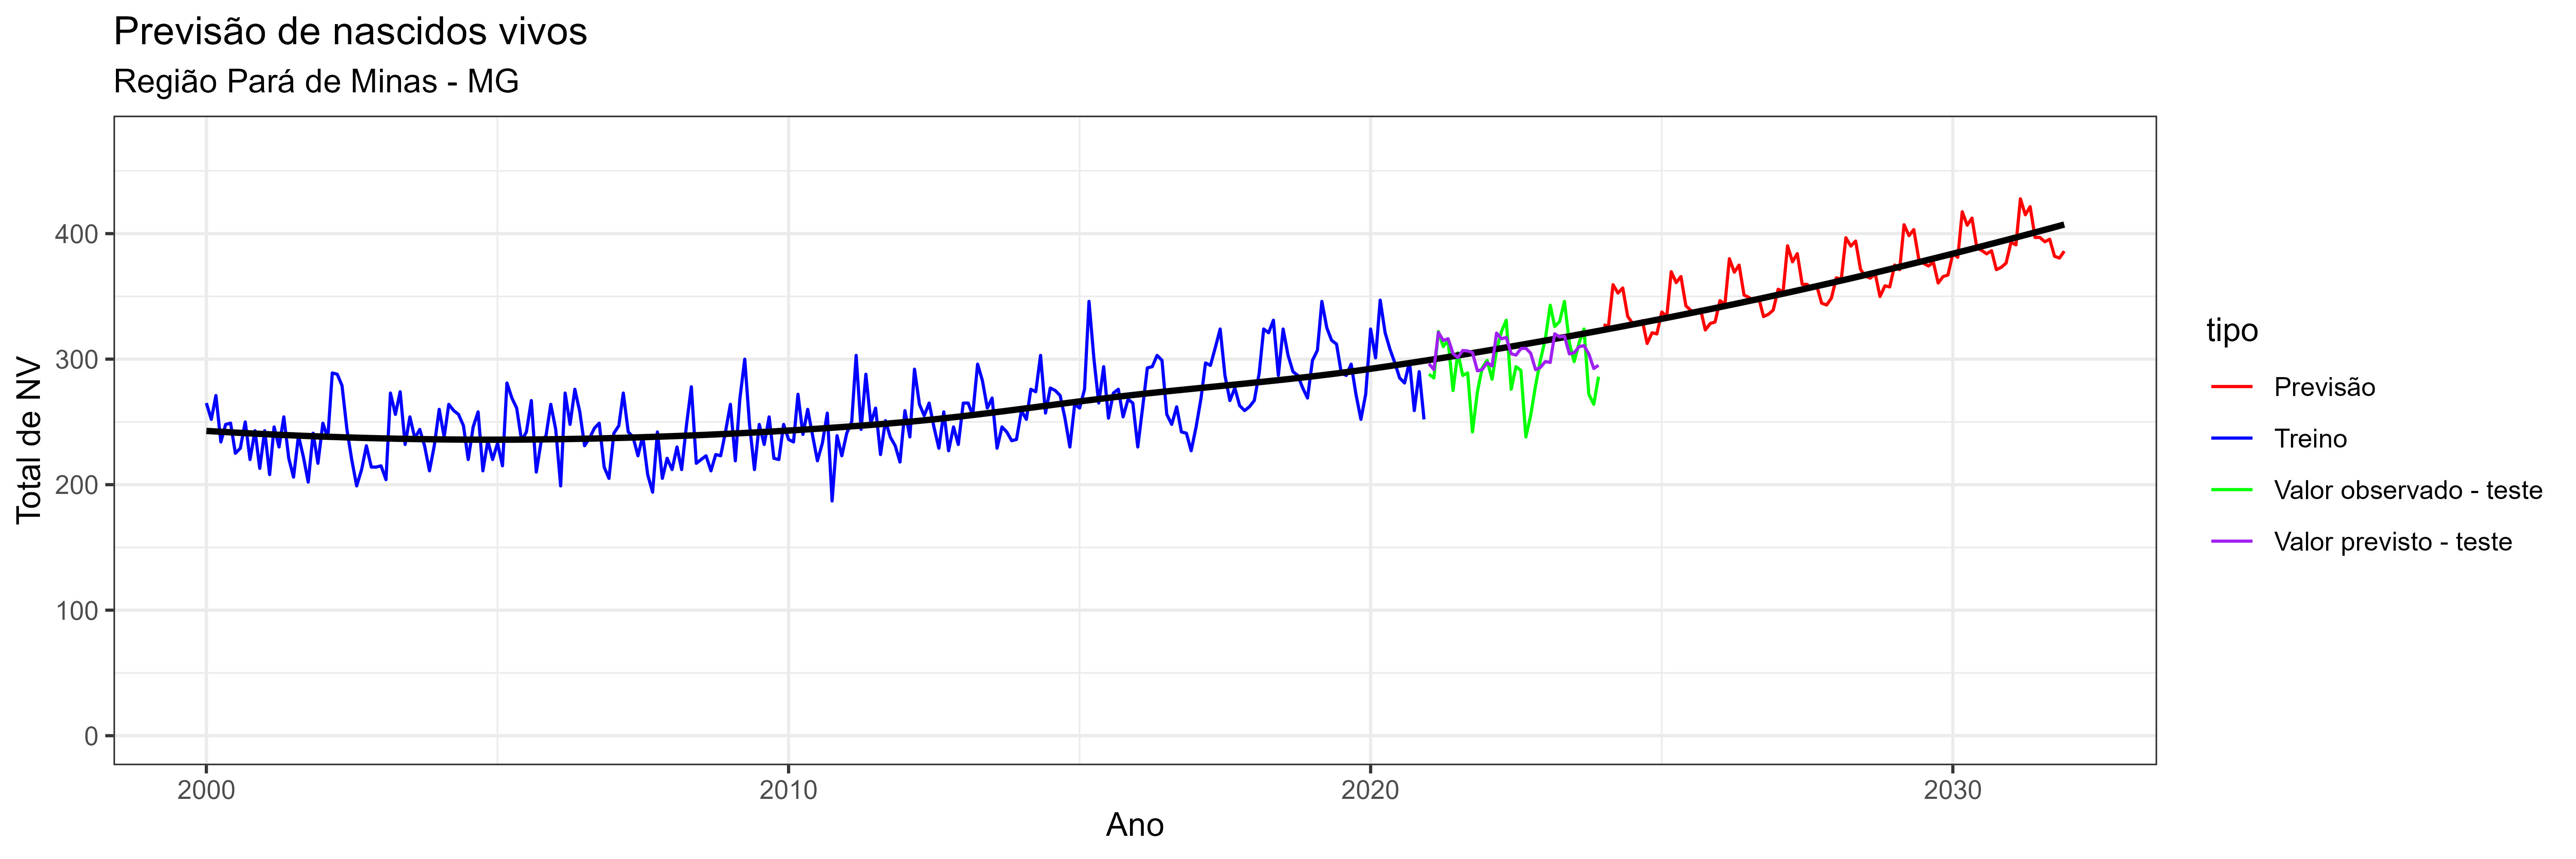 Previsão de nascidos vivos
Região Pará de Minas - MG
Total de NV
400
300
200
100
0
2000
2010
2020
2030
Ano
tipo
Previsão
Treino
Valor observado - teste
Valor previsto - teste